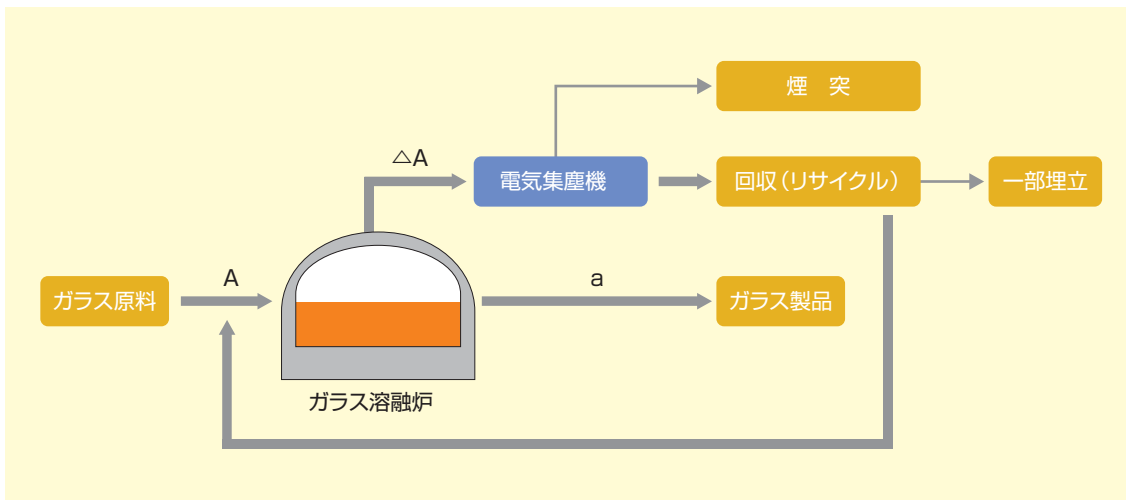 煙　突
△A
電気集塵機
回収（リサイクル）
一部埋立
ガラス原料
A
a
ガラス製品
ガラス溶融炉